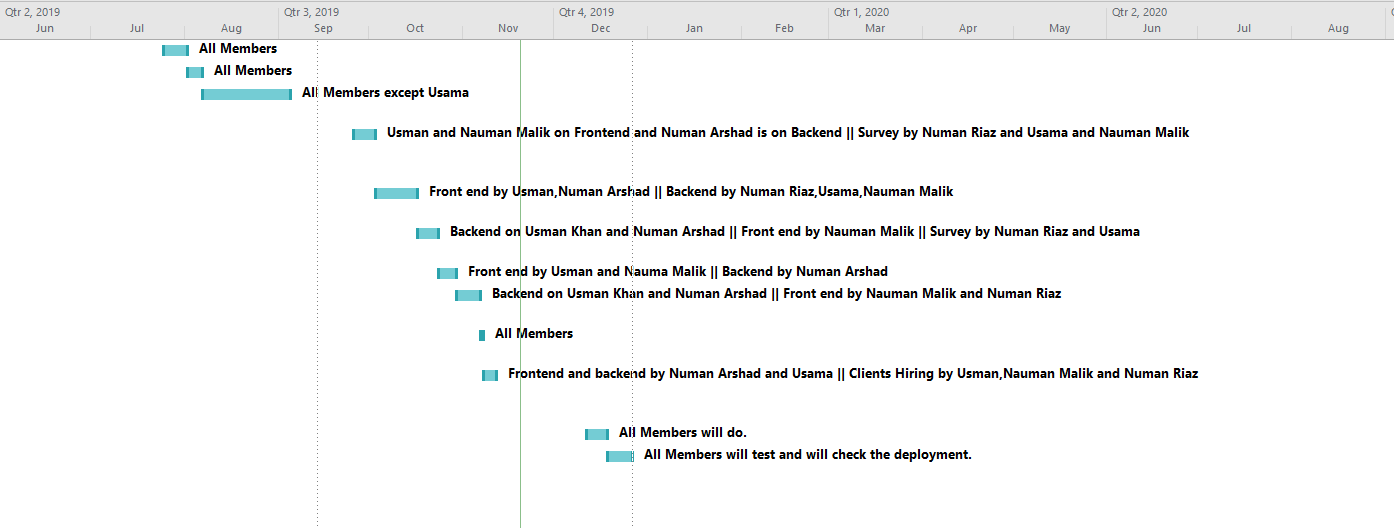 Qtr 2, 2019 Qtr 3, 2019 Qtr 4, 2019 Qtr 1, 2020 Qtr 2, 2020
Jun Jul Aug Sep Oct Nov Dec Jan Feb Mar Apr May Jun Jul Aug
All Members
All Members
All Members except Usama
Usman and Nauman Malik on Frontend and Numan Arshad is on Backend || Survey by Numan Riaz and Usama and Nauman Malik
Front end by Usman,Numan Arshad || Backend by Numan Riaz,Usama,Nauman Malik
Backend on Usman Khan and Numan Arshad || Front end by Nauman Malik || Survey by Numan Riaz and Usama
Front end by Usman and Nauma Malik || Backend by Numan Arshad
Backend on Usman Khan and Numan Arshad || Front end by Nauman Malik and Numan Riaz
All Members
Frontend and backend by Numan Arshad and Usama || Clients Hiring by Usman,Nauman Malik and Numan Riaz
All Members will do.
All Members will test and will check the deployment.